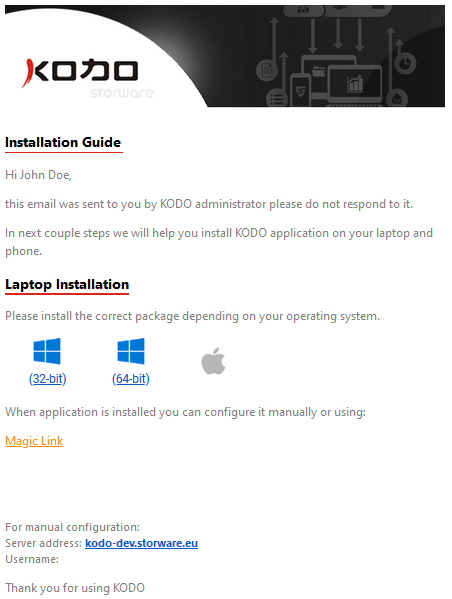 KODO
storware
Installation Guide
Hi John Doe,
this email was sent to you by KODO administrator please do not respond to it.
In next couple steps we will help you install KODO application on your laptop and
phone.
Laptop Installation
Please install the correct package depending on your operating system.
(32-bit) (64-bit)
When application is installed you can configure it manually or using:
Magic Link
For manual configuration:
Server address: kodo-dev.storware.eu
Username:
Thank you for using KODO